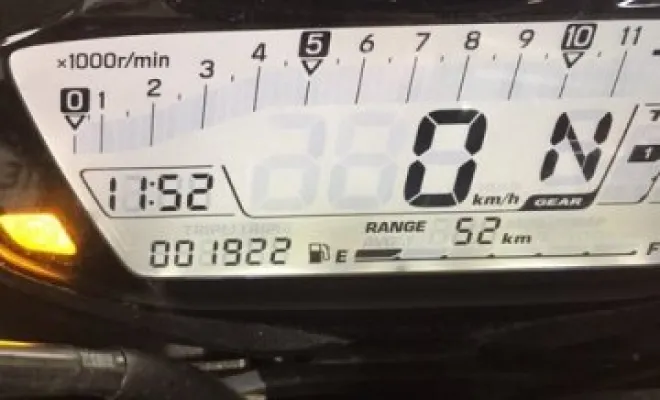 ×1000r/min
0 1 2 3 4 5 6 7 8 9 10 11
11:52
0 km/h
N
GEAR
1
RANGE 52 km
001922 E F